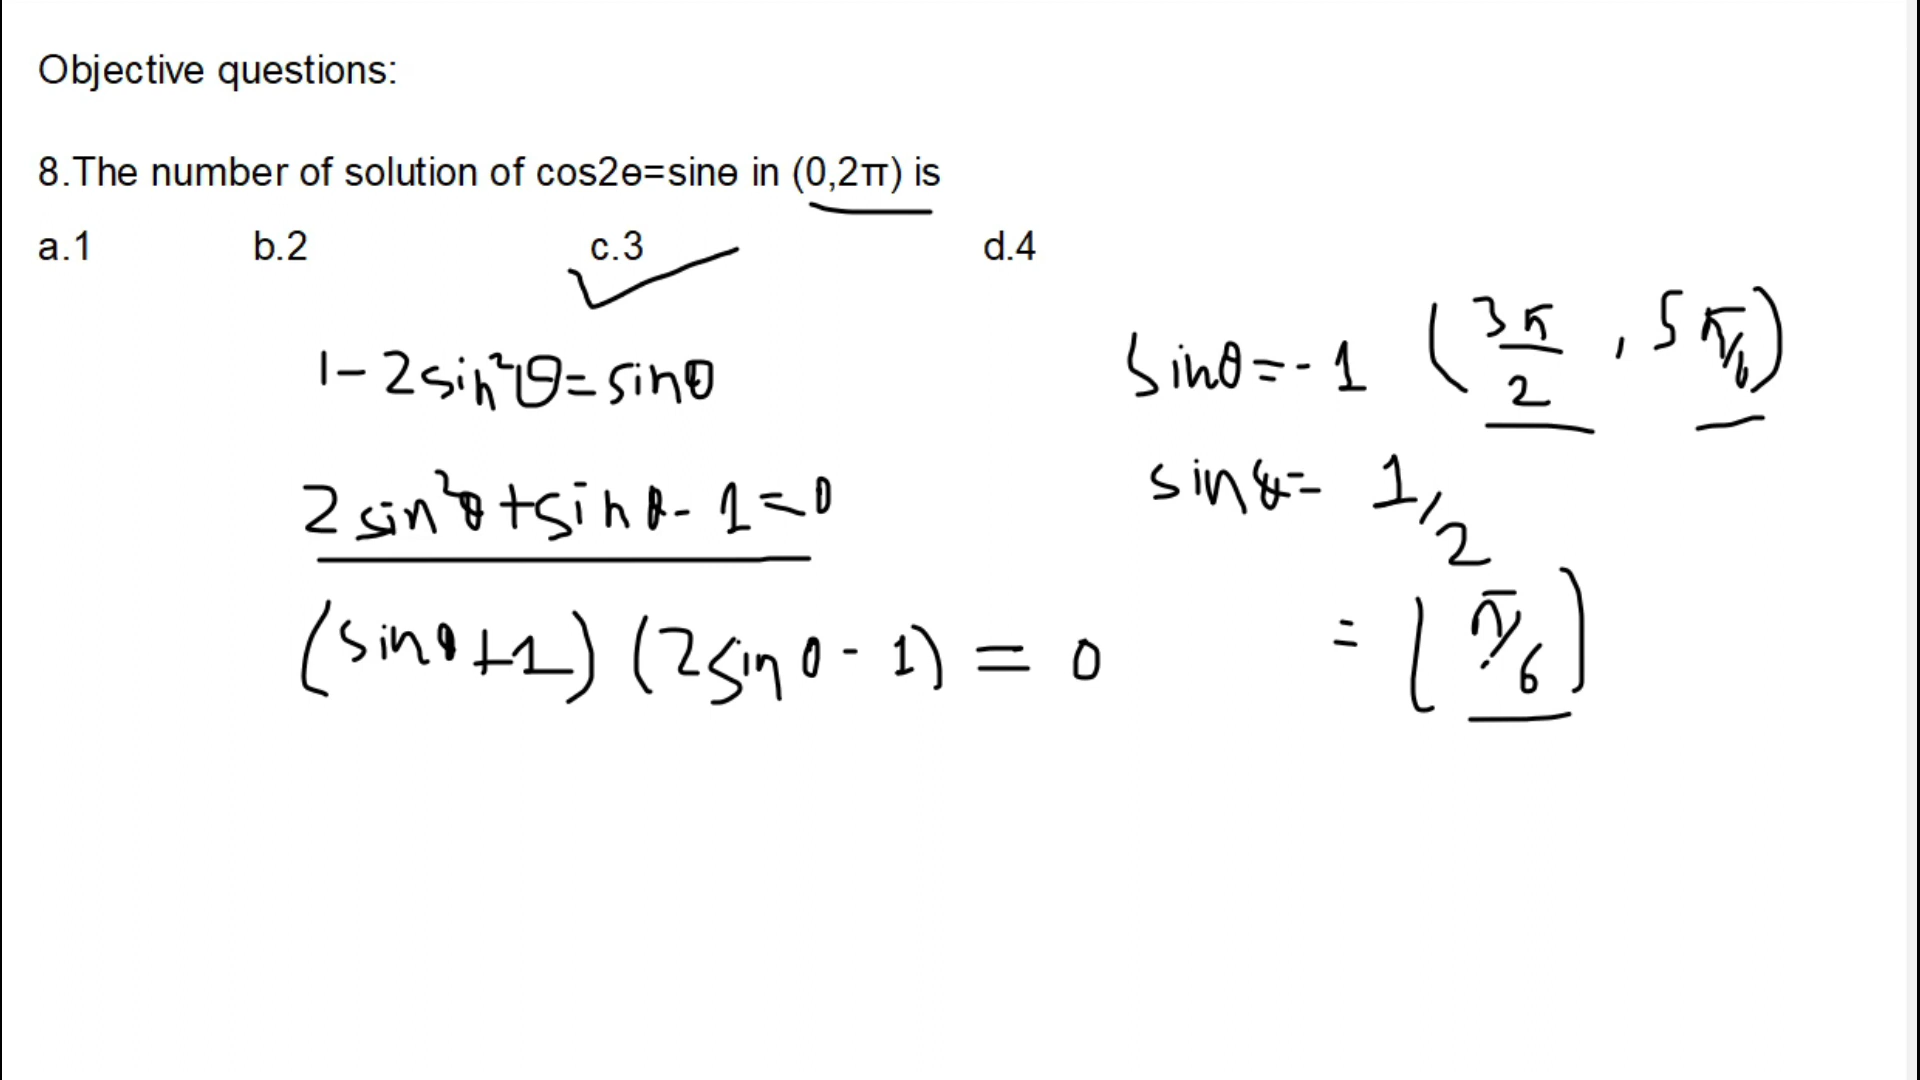 Objective questions:
8.The number of solution of cos2ɵ=sinɵ in (0,2π) is
a.1 b.2 c.3 d.4
1-2sin²θ=sinθ
2sin²θ+sinθ-1=0
(sinθ+1)(2sinθ-1)=0
sinθ=-1 (3π/2, 5π/6)
sinθ=1/2
=(π/6)